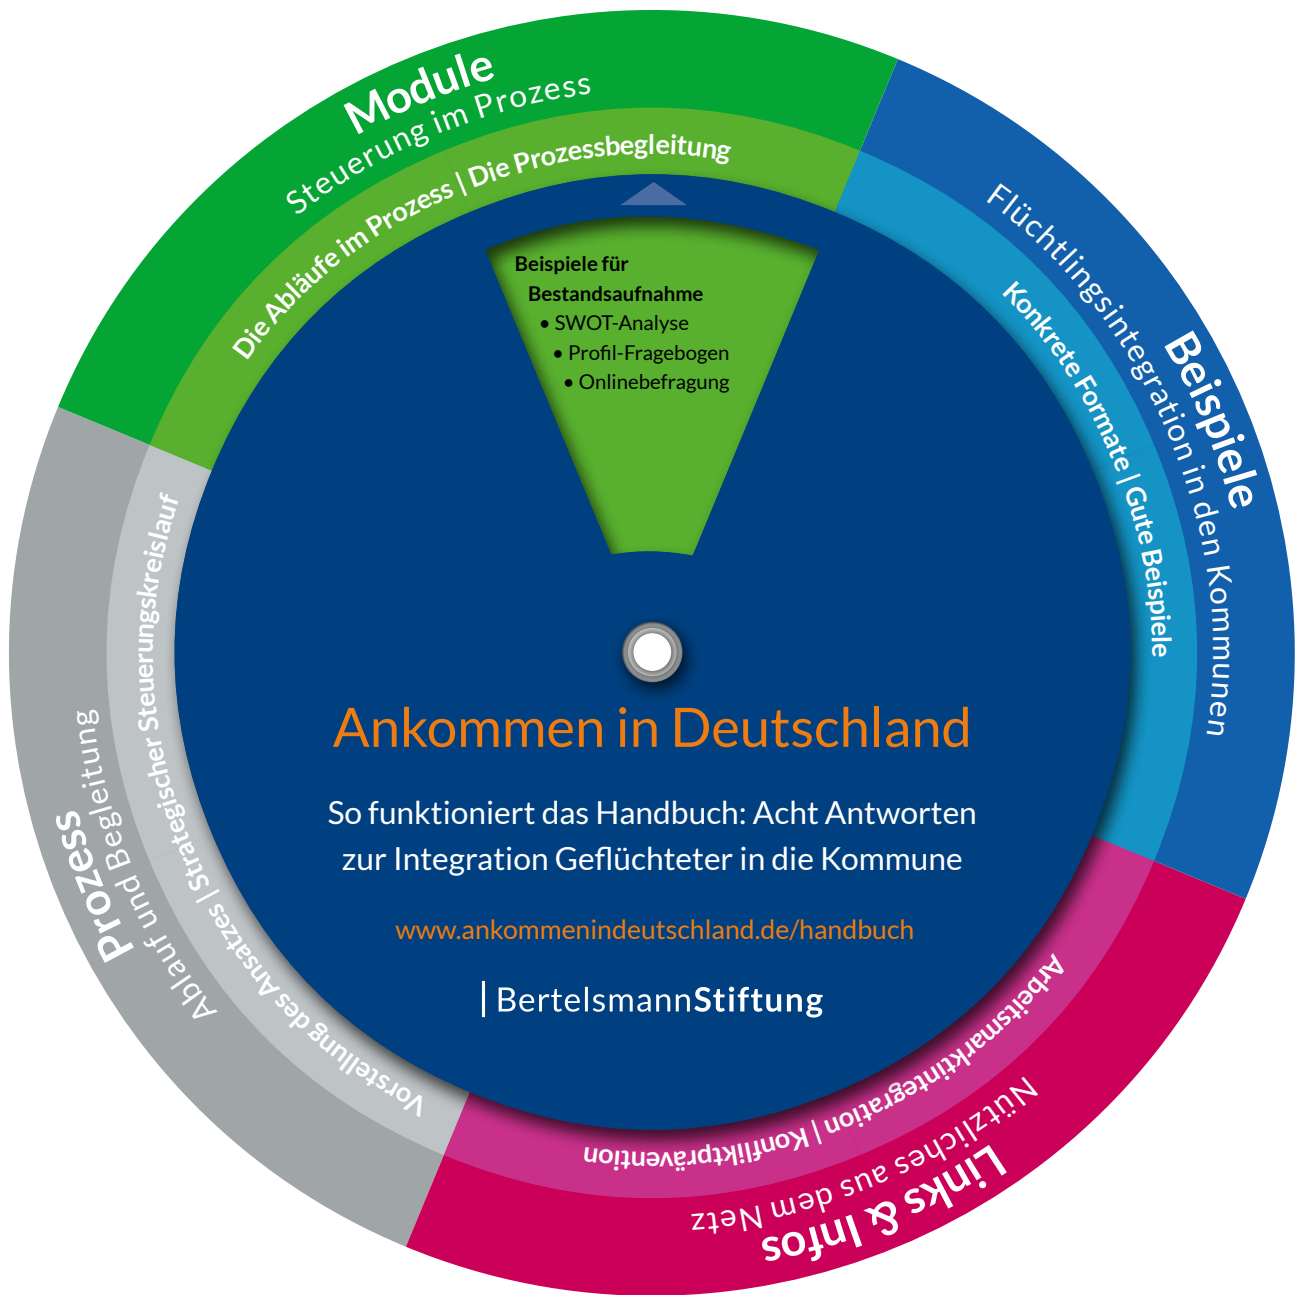 Module
Steuerung im Prozess
Die Abläufe im Prozess | Die Prozessbegleitung
Beispiele
Flüchtlingsintegration in den Kommunen
Konkrete Formate | Gute Beispiele
Links & Infos
Nützliches aus dem Netz
Arbeitsmarktintegration | Konfliktprävention
Prozess
Ablauf und Begleitung
Vorstellung des Ansatzes | Strategischer Steuerungskreislauf
Beispiele für
Bestandsaufnahme
• SWOT-Analyse
• Profil-Fragebogen
• Onlinebefragung
Ankommen in Deutschland
So funktioniert das Handbuch: Acht Antworten
zur Integration Geflüchteter in die Kommune
www.ankommenindeutschland.de/handbuch
| BertelsmannStiftung